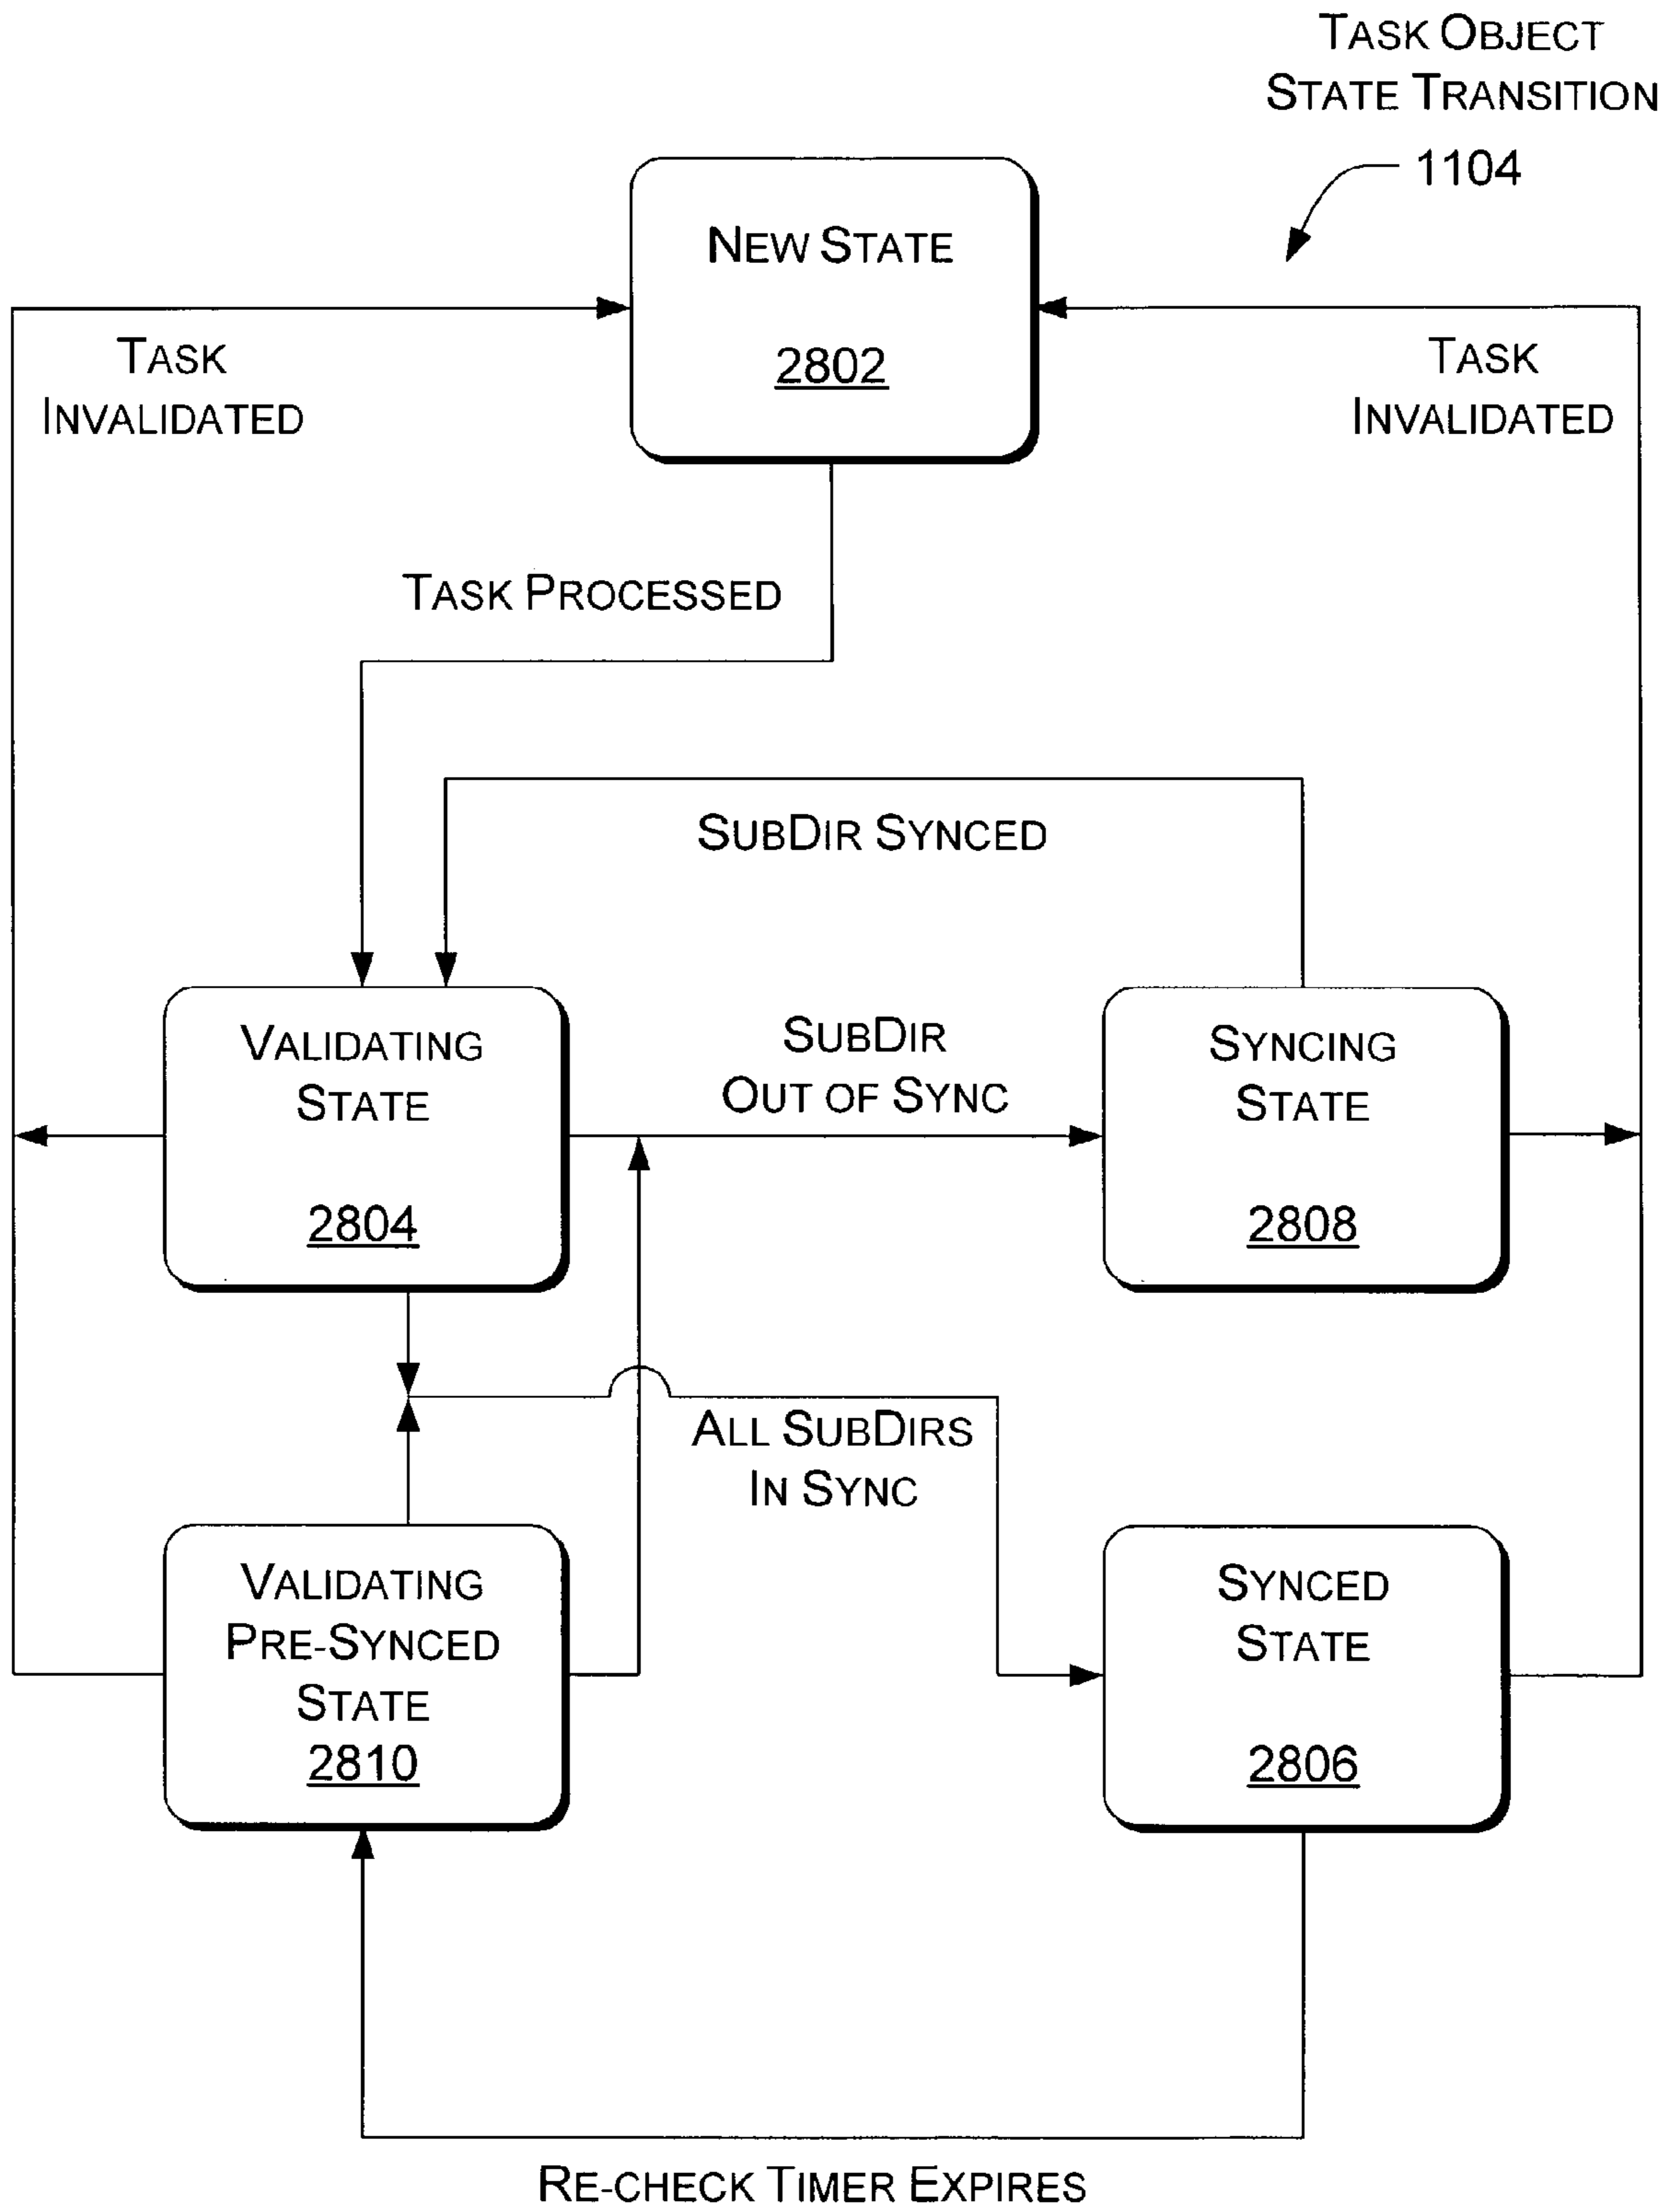 TASK OBJECT
STATE TRANSITION
1104
NEW STATE
2802
TASK
INVALIDATED
TASK
INVALIDATED
TASK PROCESSED
SUBDIR SYNCED
VALIDATING
STATE
2804
SUBDIR
OUT OF SYNC
SYNCING
STATE
2808
ALL SUBDIRS
IN SYNC
VALIDATING
PRE-SYNCED
STATE
2810
SYNCED
STATE
2806
RE-CHECK TIMER EXPIRES